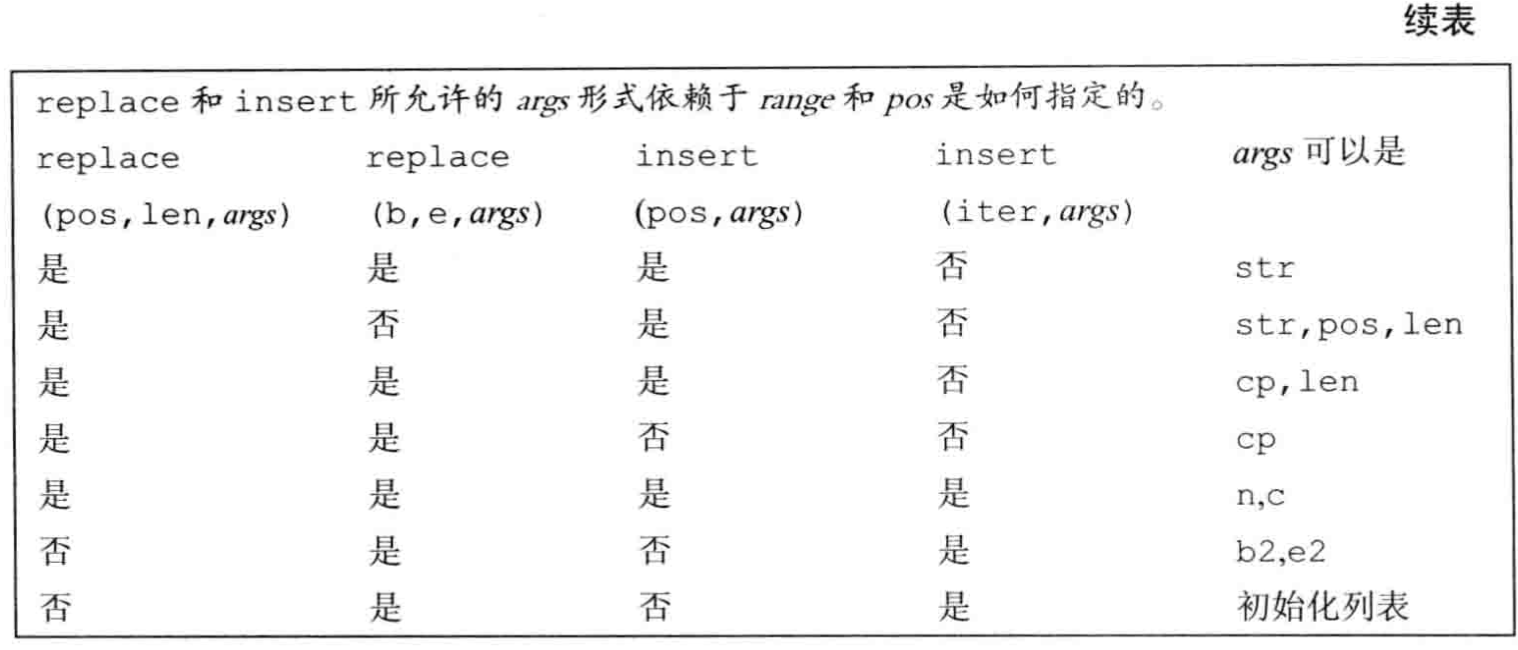 续表
replace 和 insert 所允许的 args 形式依赖于 range 和 pos 是如何指定的。
replace replace insert insert args 可以是
(pos,len,args) (b,e,args) (pos,args) (iter,args)
是 是 是 否 str
是 否 是 否 str,pos,len
是 是 是 否 cp,len
是 是 否 否 cp
是 是 是 是 n,c
否 是 否 是 b2,e2
否 是 否 是 初始化列表